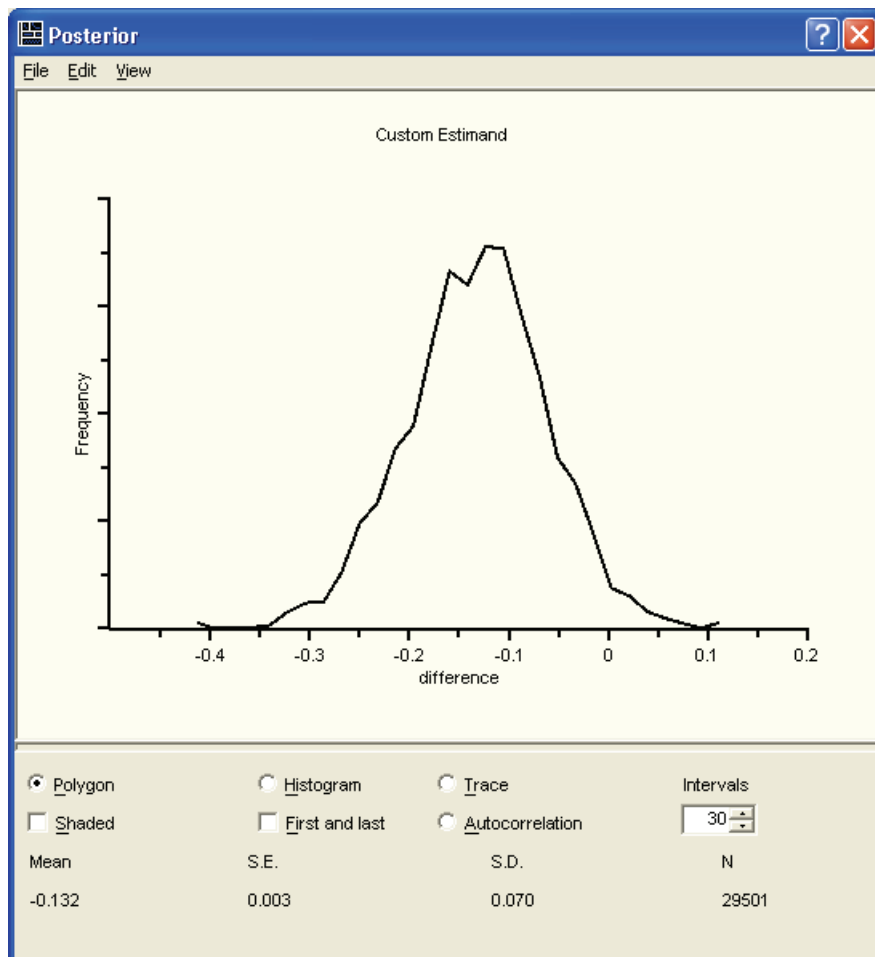 Posterior
File Edit View
Custom Estimand
Frequency
-0.4 -0.3 -0.2 -0.1 0 0.1 0.2
difference
Polygon Histogram Trace Intervals
Shaded First and last Autocorrelation 30
Mean S.E. S.D. N
-0.132 0.003 0.070 29501